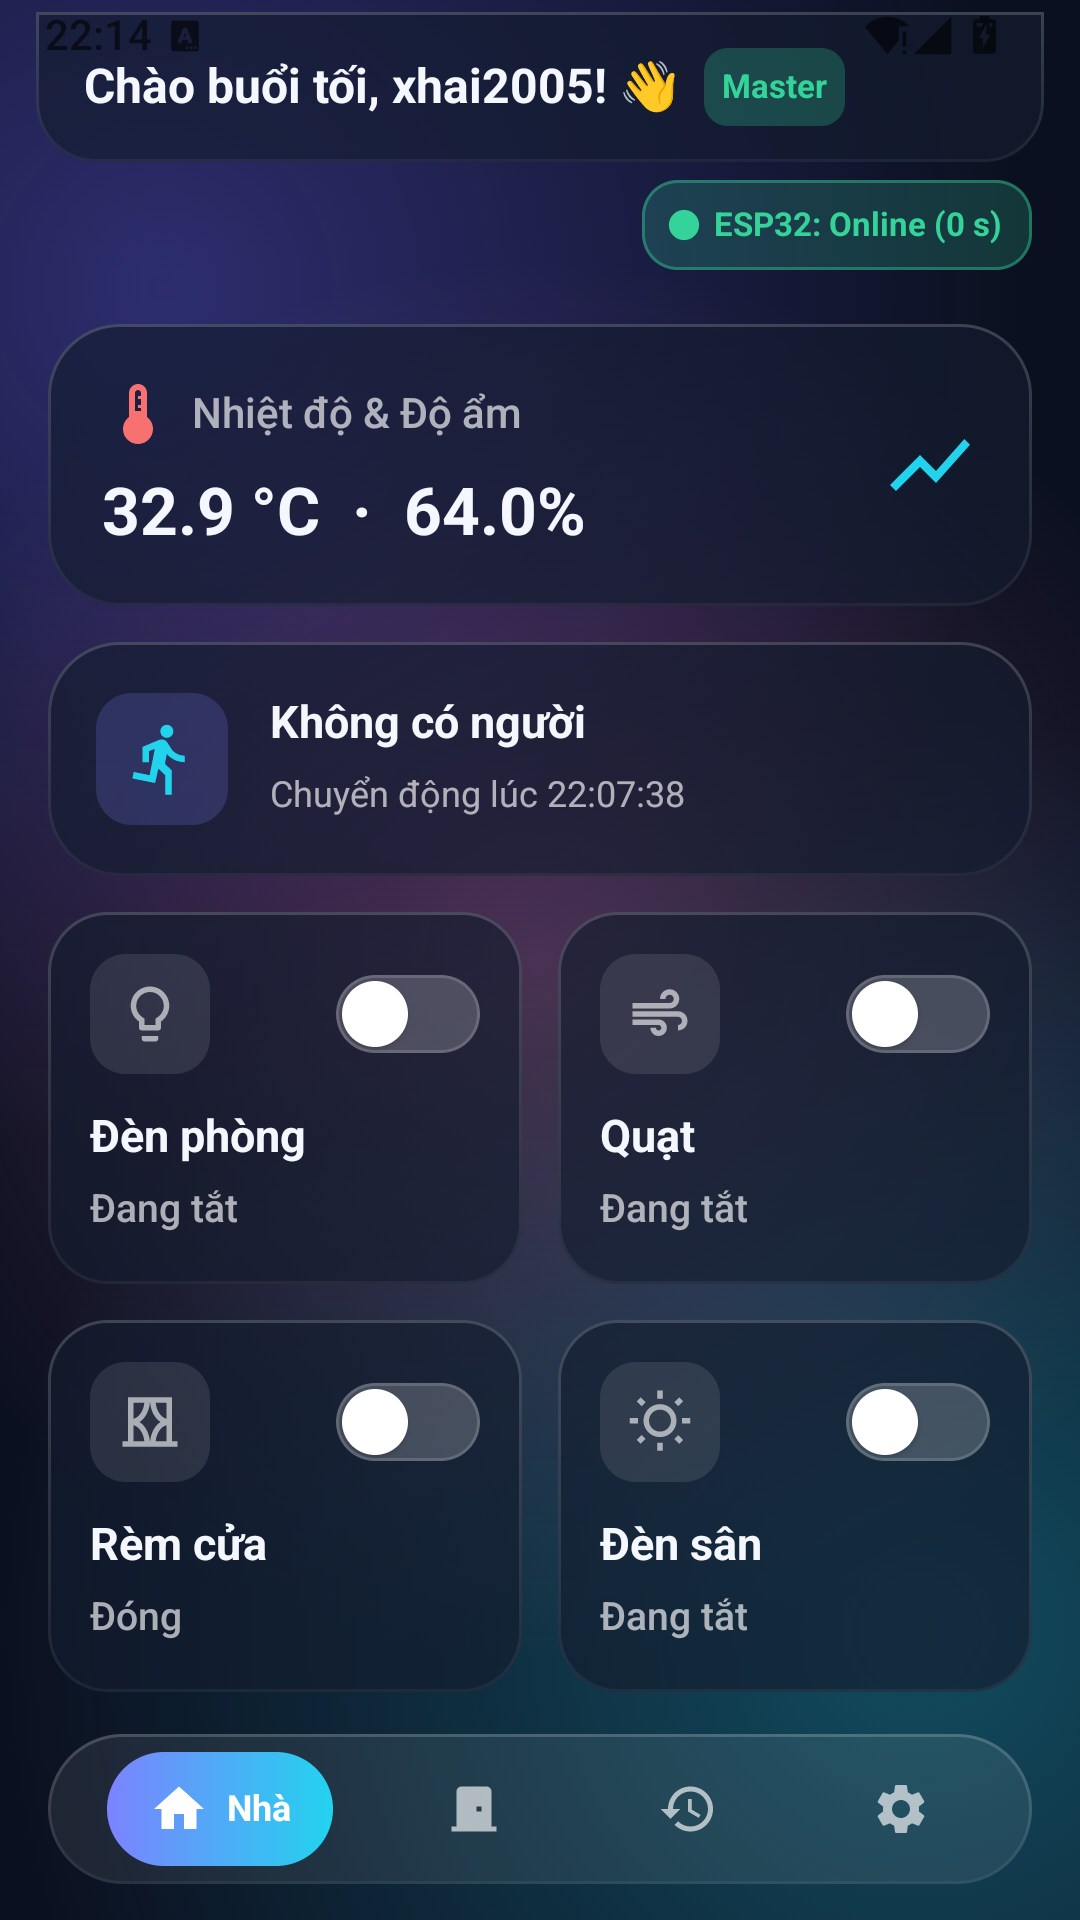 22:14
Chào buổi tối, xhai2005! 👋 Master
ESP32: Online (0 s)
Nhiệt độ & Độ ẩm
32.9 °C · 64.0%
Không có người
Chuyển động lúc 22:07:38
Đèn phòng
Đang tắt
Quạt
Đang tắt
Rèm cửa
Đóng
Đèn sân
Đang tắt
Nhà